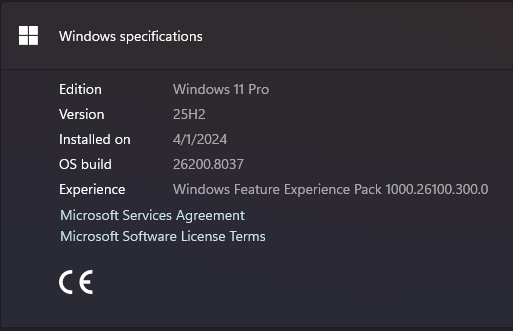 Windows specifications
Edition Windows 11 Pro
Version 25H2
Installed on 4/1/2024
OS build 26200.8037
Experience Windows Feature Experience Pack 1000.26100.300.0
Microsoft Services Agreement
Microsoft Software License Terms
CE